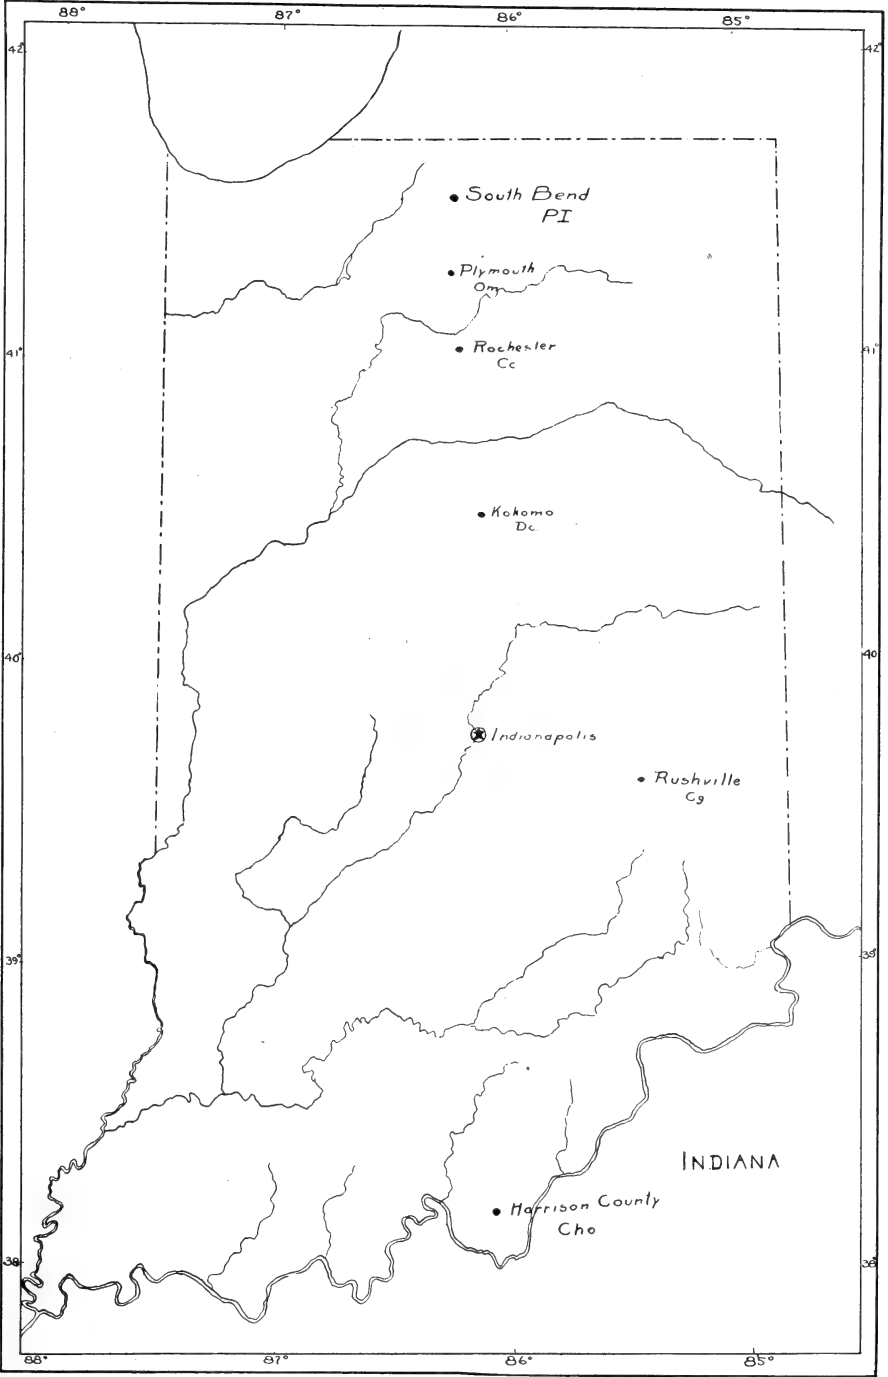 88° 87° 86° 85°
42° 42°
South Bend
PI
Plymouth
Om
41° 41°
Rochester
Cc
Kokomo
Dc.
40° 40
Indianapolis
Rushville
Cg
39° 39°
INDIANA
Harrison County
Cho
38° 38°
88° 87° 86° 85°